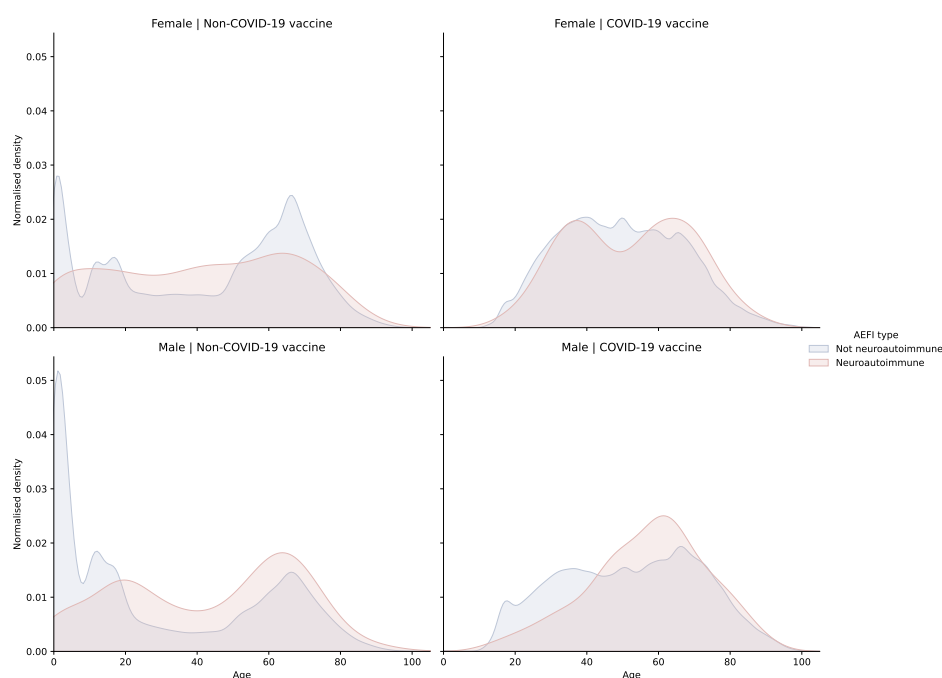 Female | Non-COVID-19 vaccine
Female | COVID-19 vaccine
0.05
0.04
0.03
0.02
0.01
0.00
Normalised density
Male | Non-COVID-19 vaccine
Male | COVID-19 vaccine
AEFI type
Not neuroautoimmune
Neuroautoimmune
0.05
0.04
0.03
0.02
0.01
0.00
Normalised density
0 20 40 60 80 100
0 20 40 60 80 100
Age
Age